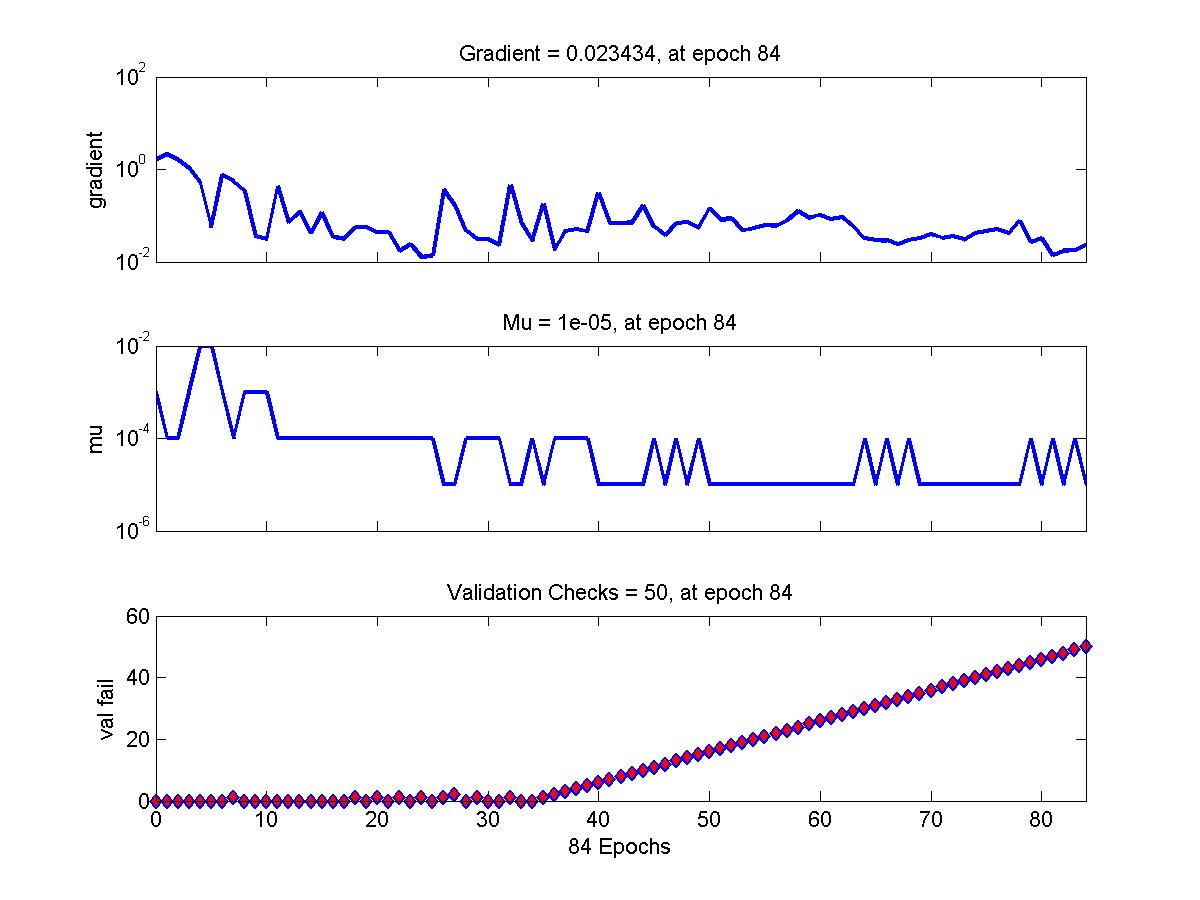 Gradient = 0.023434, at epoch 84
10^2
10^0
10^-2
gradient
Mu = 1e-05, at epoch 84
10^-2
10^-4
10^-6
mu
Validation Checks = 50, at epoch 84
60
40
20
0
val fail
0 10 20 30 40 50 60 70 80
84 Epochs